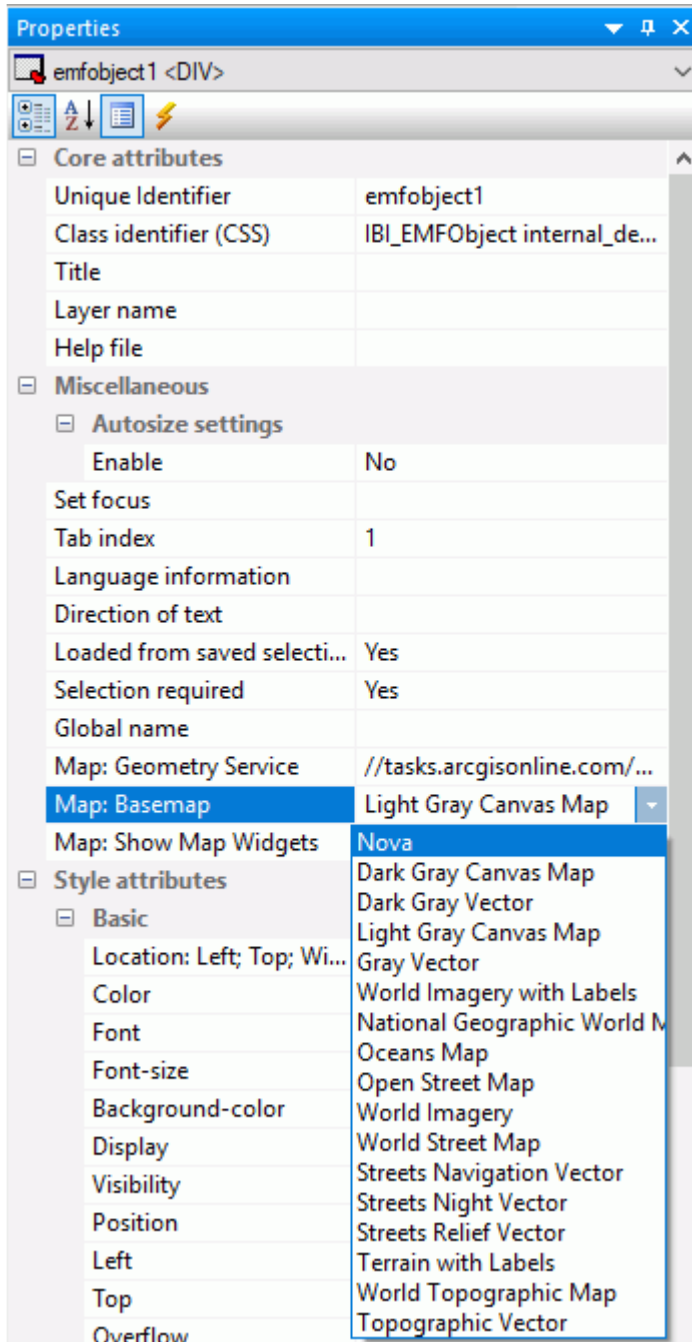 Properties
emfobject1 <DIV>
Core attributes
Unique Identifier emfobject1
Class identifier (CSS) IBI_EMFObject internal_de...
Title
Layer name
Help file
Miscellaneous
Autosize settings
Enable No
Set focus
Tab index 1
Language information
Direction of text
Loaded from saved selecti... Yes
Selection required Yes
Global name
Map: Geometry Service //tasks.arcgisonline.com/...
Map: Basemap Light Gray Canvas Map
Map: Show Map Widgets
Nova
Dark Gray Canvas Map
Dark Gray Vector
Light Gray Canvas Map
Gray Vector
World Imagery with Labels
National Geographic World M
Oceans Map
Open Street Map
World Imagery
World Street Map
Streets Navigation Vector
Streets Night Vector
Streets Relief Vector
Terrain with Labels
World Topographic Map
Topographic Vector
Style attributes
Basic
Location: Left; Top; Wi...
Color
Font
Font-size
Background-color
Display
Visibility
Position
Left
Top
Overflow